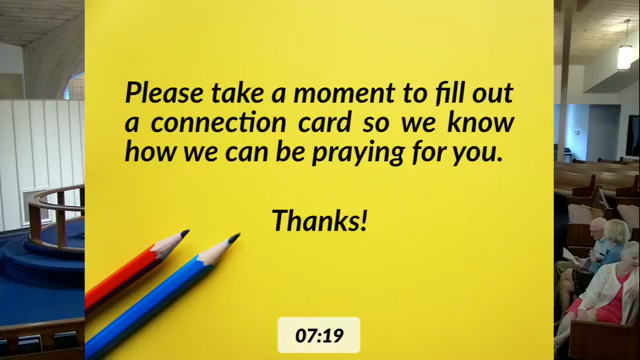 Please take a moment to fill out
a connection card so we know
how we can be praying for you.
Thanks!
07:19